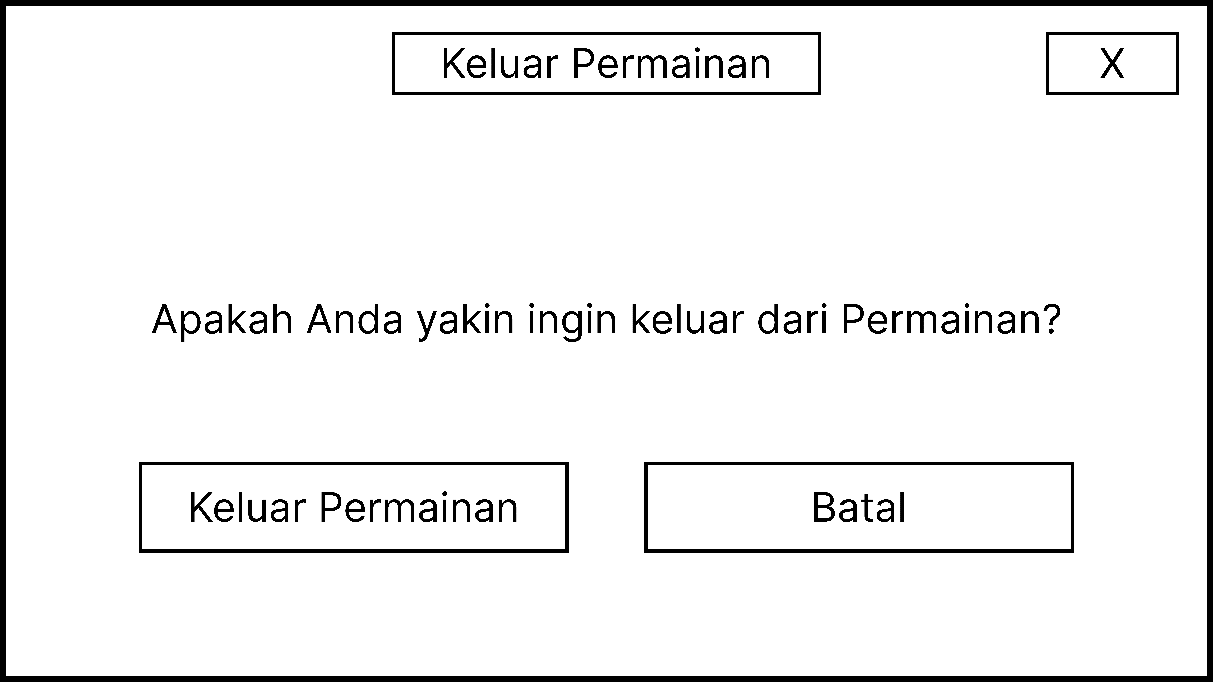 Keluar Permainan
X
Apakah Anda yakin ingin keluar dari Permainan?
Keluar Permainan
Batal